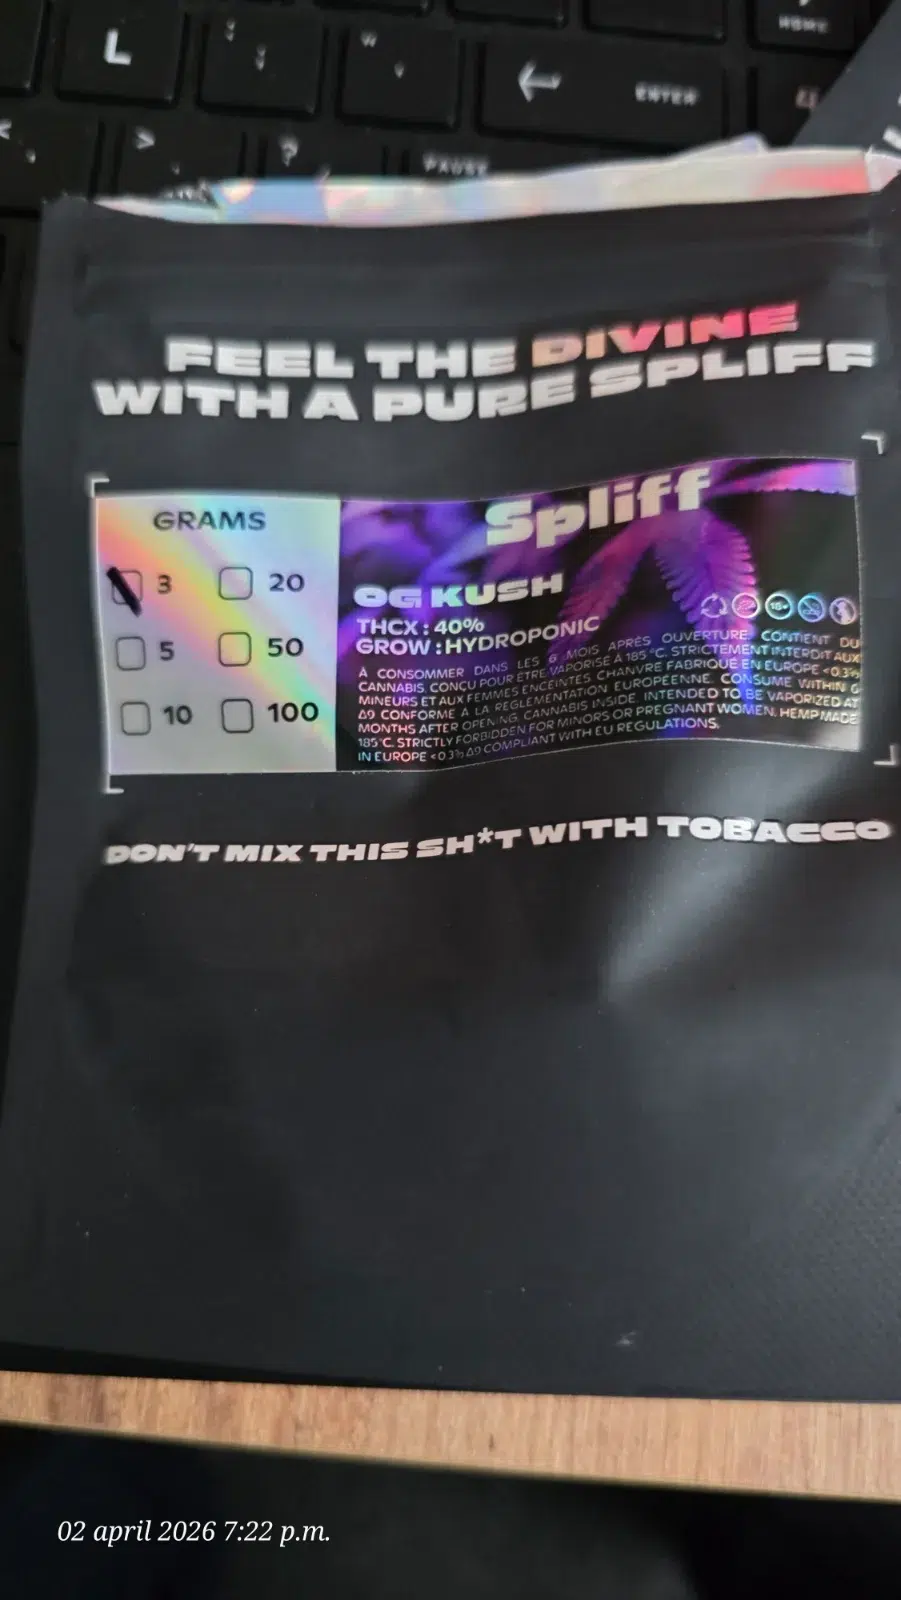 L
HOME
ENTER
PAUSE
FEEL THE DIVINE
WITH A PURE SPLIFF
GRAMS
3 20
5 50
10 100
Spliff
OG KUSH
THCX : 40%
GROW : HYDROPONIC
18+
À CONSOMMER DANS LES 6 MOIS APRÈS OUVERTURE. CONTIENT DU
CANNABIS CONÇU POUR ÊTRE VAPORISÉ À 185 °C. STRICTEMENT INTERDIT AUX
MINEURS ET AUX FEMMES ENCEINTES. CHANVRE FABRIQUÉ EN EUROPE <0.3%
Δ9 CONFORME À LA RÉGLEMENTATION EUROPÉENNE. CONSUME WITHIN 6
MONTHS AFTER OPENING. CANNABIS INSIDE. INTENDED TO BE VAPORIZED AT
185°C. STRICTLY FORBIDDEN FOR MINORS OR PREGNANT WOMEN. HEMP MADE
IN EUROPE <0.3% Δ9 COMPLIANT WITH EU REGULATIONS.
DON'T MIX THIS SH*T WITH TOBACCO
02 april 2026 7:22 p.m.